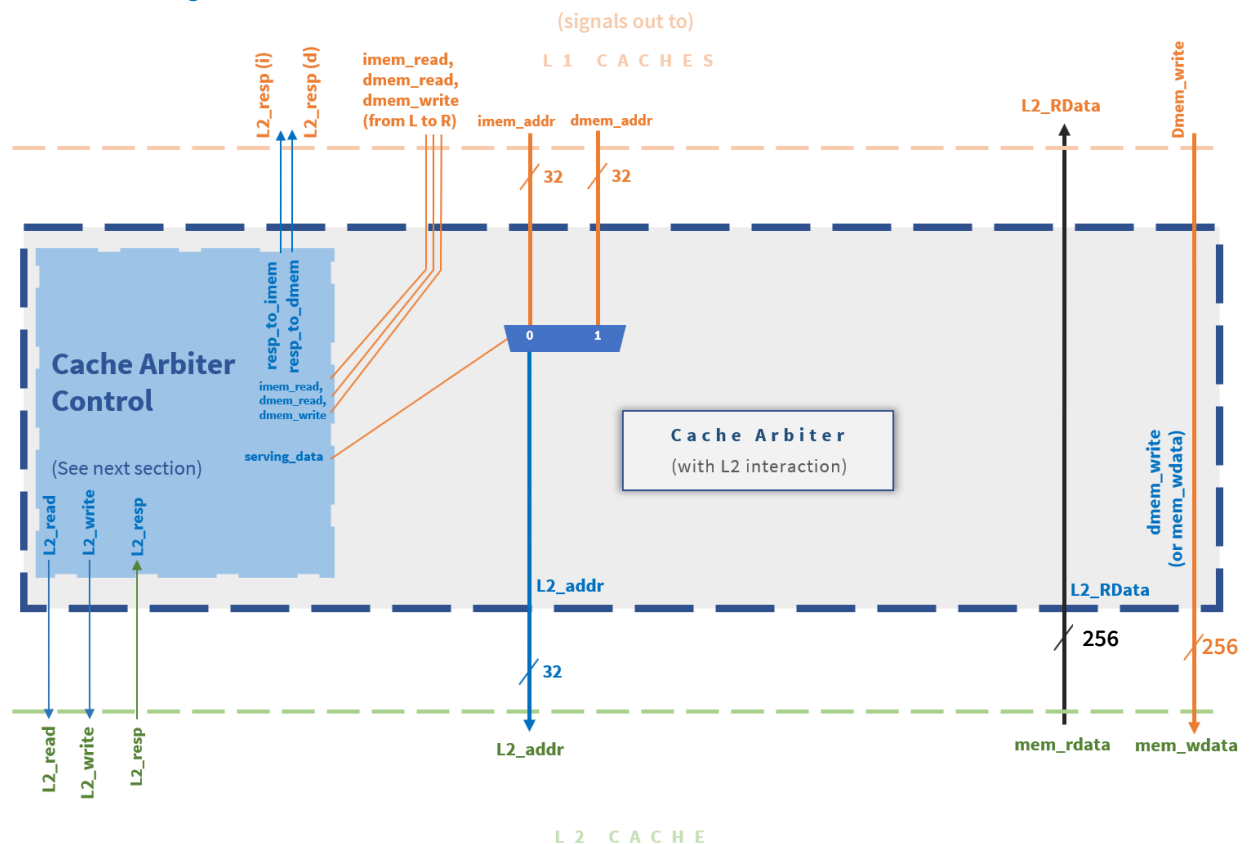 (signals out to)
L1 CACHES
L2_resp (i)
L2_resp (d)
imem_read,
dmem_read,
dmem_write
(from L to R)
imem_addr
dmem_addr
L2_RData
Dmem_write
32
32
resp_to_imem
resp_to_dmem
0
1
Cache Arbiter
Control
imem_read,
dmem_read,
dmem_write
serving_data
(See next section)
Cache Arbiter
(with L2 interaction)
dmem_write
(or mem_wdata)
L2_read
L2_write
L2_resp
L2_addr
L2_RData
256
256
32
L2_read
L2_write
L2_resp
L2_addr
mem_rdata
mem_wdata
L2 CACHE